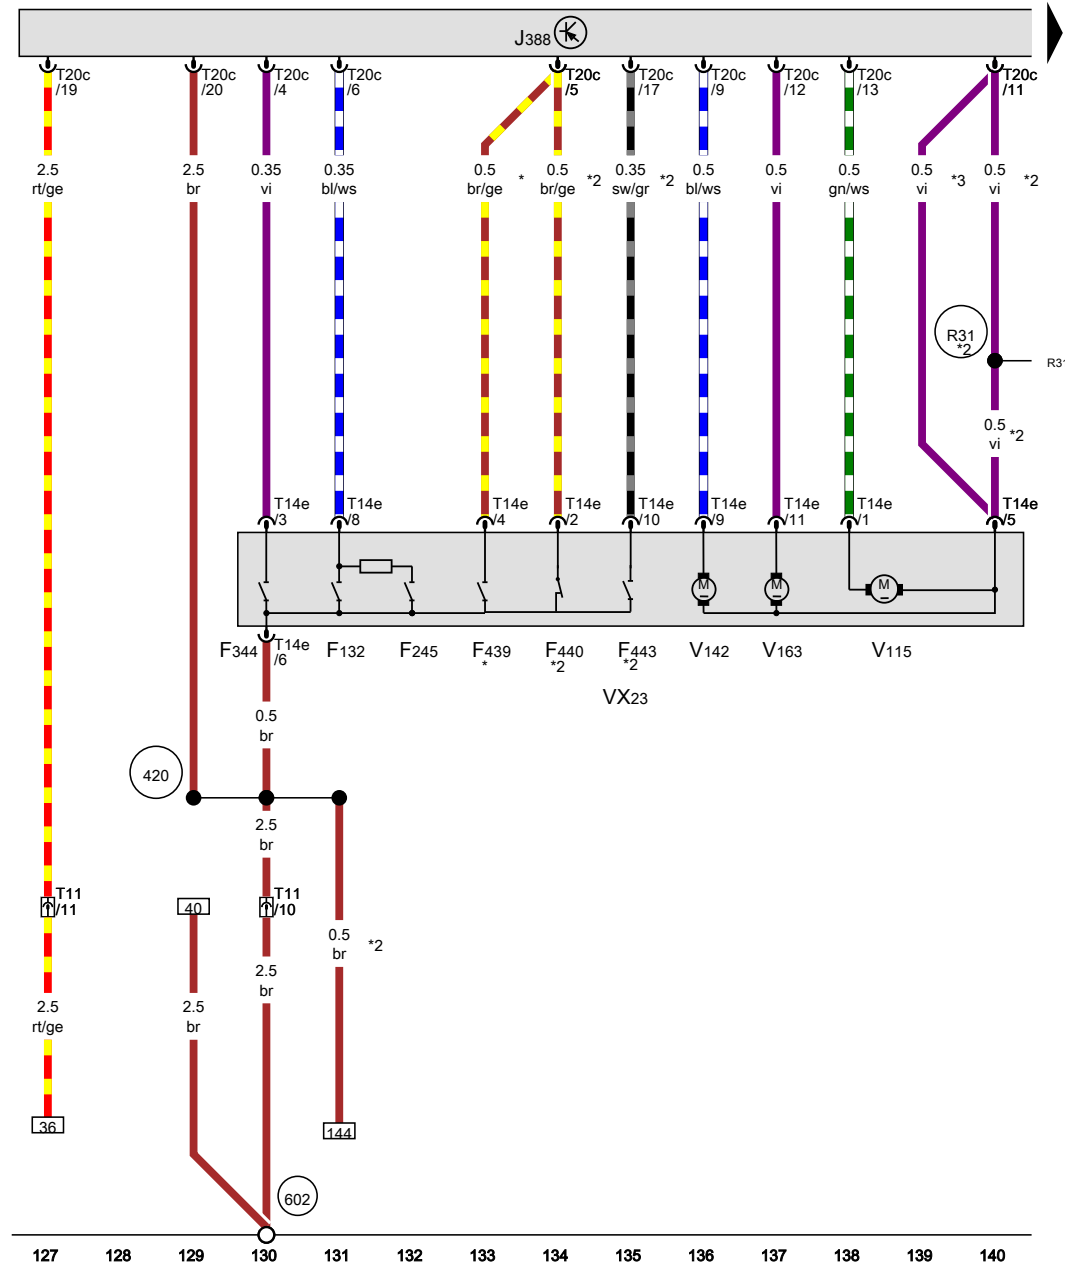 J388
T20c T20c T20c T20c T20c T20c T20c T20c T20c T20c
/19 /20 /4 /6 /5 /17 /9 /12 /13 /11
2.5 2.5 0.35 0.35 0.5 * 0.5 *2 0.35 *2 0.5 0.5 0.5 0.5 *3 0.5 *2
rt/ge br vi bl/ws br/ge br/ge sw/gr bl/ws vi gn/ws vi vi
R31
*2
R31
0.5
vi *2
T14e T14e T14e T14e T14e T14e T14e T14e T14e
/3 /8 /4 /2 /10 /9 /11 /1 /5
M M M
F344 T14e F132 F245 F439 F440 F443 V142 V163 V115
/6 * *2 *2
VX23
0.5
br
420
2.5
br
T11 T11
/11 40 /10
0.5 *2
br
2.5
br
2.5 2.5
rt/ge br
36 144
602
127 128 129 130 131 132 133 134 135 136 137 138 139 140